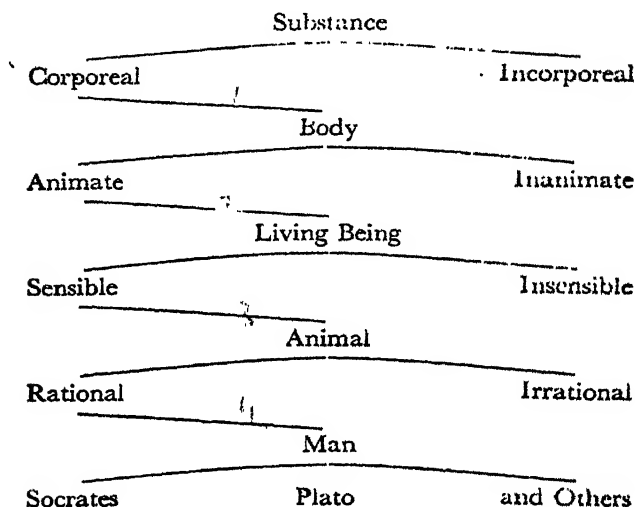 Substance
Corporeal Incorporeal
Body
Animate Inanimate
Living Being
Sensible Insensible
Animal
Rational Irrational
Man
Socrates Plato and Others